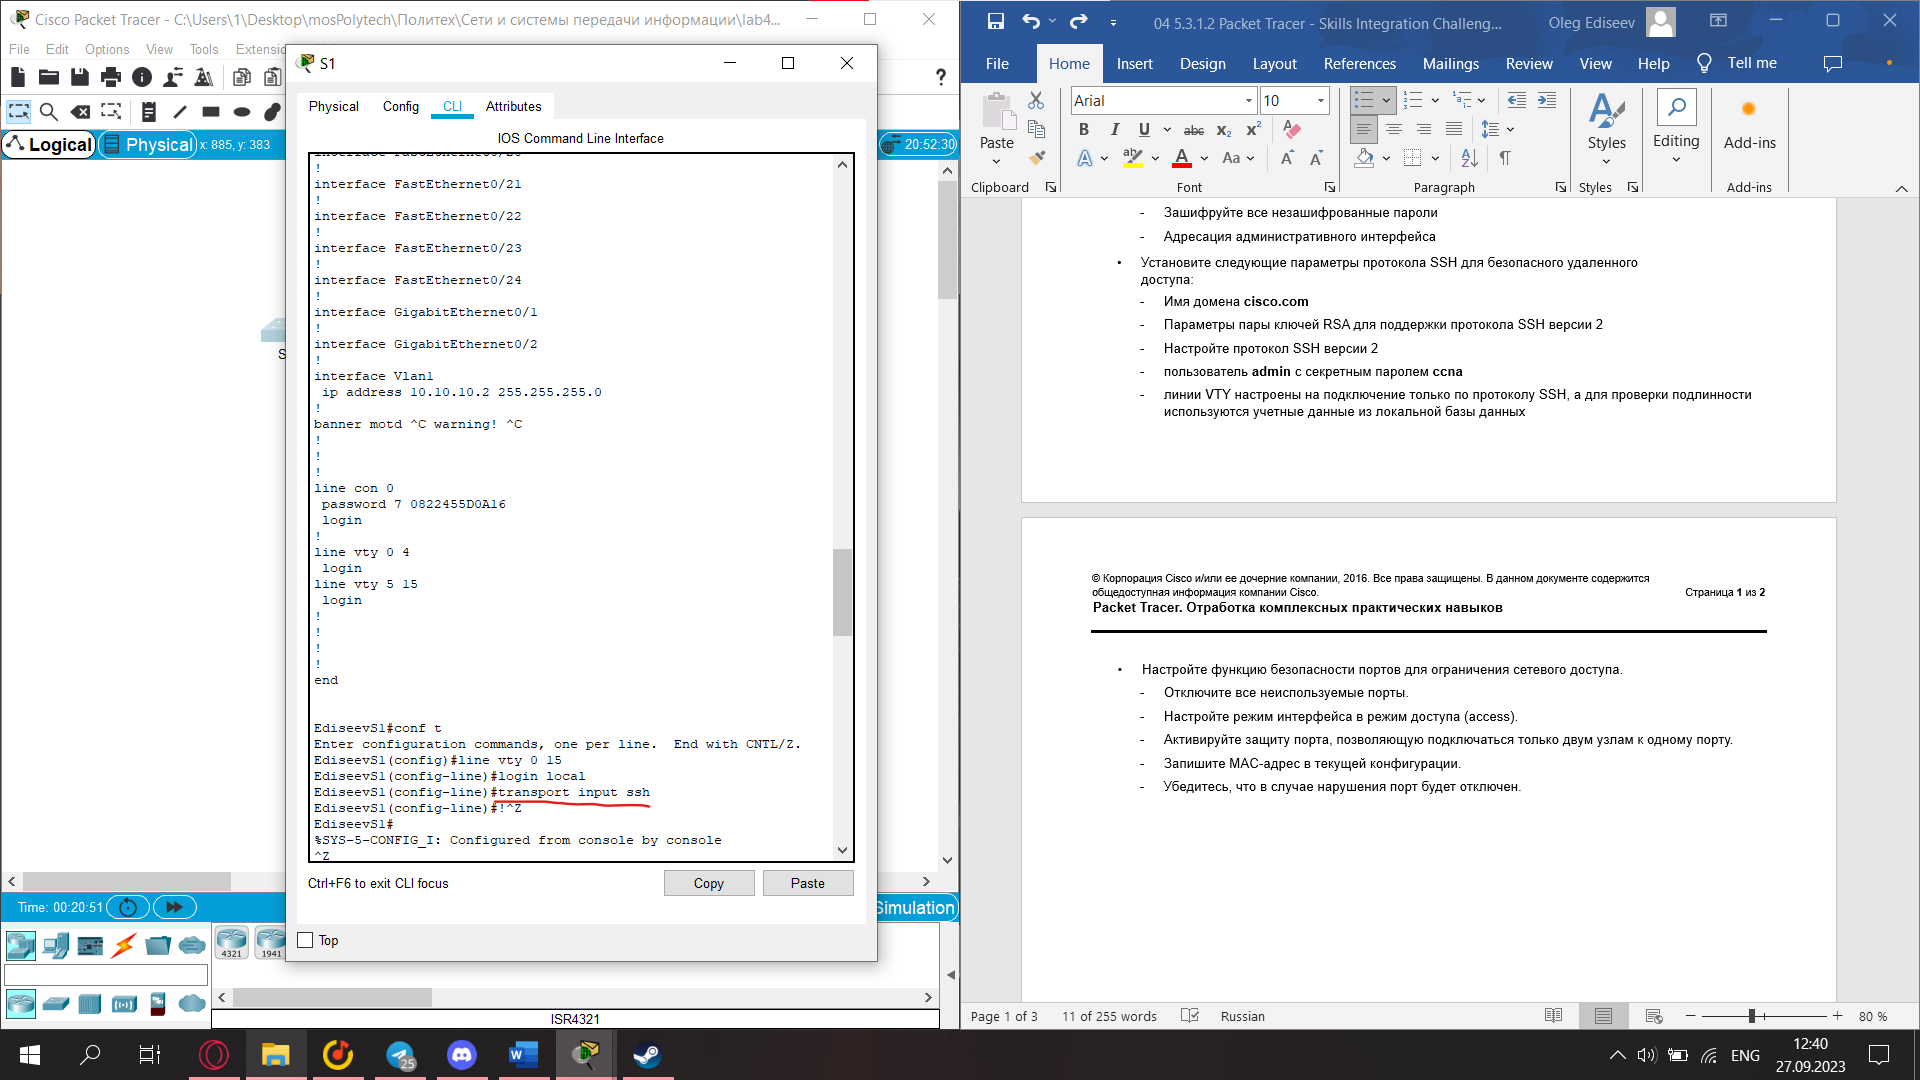 Cisco Packet Tracer - C:\Users\1\Desktop\mosPolytech\Политех\Сети и системы передачи информации\lab4...
File Edit Options View Tools Extensio
Logical Physical x: 885, y: 383
20:52:30
S1
Physical Config CLI Attributes
IOS Command Line Interface
!
interface FastEthernet0/21
!
interface FastEthernet0/22
!
interface FastEthernet0/23
!
interface FastEthernet0/24
!
interface GigabitEthernet0/1
!
interface GigabitEthernet0/2
!
interface Vlan1
ip address 10.10.10.2 255.255.255.0
!
banner motd ^C warning! ^C
!
!
!
line con 0
password 7 0822455D0A16
login
!
line vty 0 4
login
line vty 5 15
login
!
!
!
!
end
EdiseevS1#conf t
Enter configuration commands, one per line. End with CNTL/Z.
EdiseevS1(config)#line vty 0 15
EdiseevS1(config-line)#login local
EdiseevS1(config-line)#transport input ssh
EdiseevS1(config-line)#!^Z
EdiseevS1#
%SYS-5-CONFIG_I: Configured from console by console
^Z
Ctrl+F6 to exit CLI focus
Copy Paste
Top
Time: 00:20:51
Simulation
4321 1941
ISR4321
04 5.3.1.2 Packet Tracer - Skills Integration Challeng...
Oleg Ediseev
File Home Insert Design Layout References Mailings Review View Help Tell me
Paste
Arial 10
Styles Editing Add-ins
Clipboard Font Paragraph Styles Add-ins
- Зашифруйте все незашифрованные пароли
- Адресация административного интерфейса
• Установите следующие параметры протокола SSH для безопасного удаленного
доступа:
- Имя домена cisco.com
- Параметры пары ключей RSA для поддержки протокола SSH версии 2
- Настройте протокол SSH версии 2
- пользователь admin с секретным паролем ccna
- линии VTY настроены на подключение только по протоколу SSH, а для проверки подлинности
используются учетные данные из локальной базы данных
© Корпорация Cisco и/или ее дочерние компании, 2016. Все права защищены. В данном документе содержится
общедоступная информация компании Cisco. Страница 1 из 2
Packet Tracer. Отработка комплексных практических навыков
• Настройте функцию безопасности портов для ограничения сетевого доступа.
- Отключите все неиспользуемые порты.
- Настройте режим интерфейса в режим доступа (access).
- Активируйте защиту порта, позволяющую подключаться только двум узлам к одному порту.
- Запишите MAC-адрес в текущей конфигурации.
- Убедитесь, что в случае нарушения порт будет отключен.
Page 1 of 3 11 of 255 words Russian 80 %
25
ENG
12:40
27.09.2023